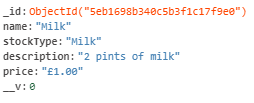 _id: ObjectId("5eb1698b340c5b3f1c17f9e0")
name: "Milk"
stockType: "Milk"
description: "2 pints of milk"
price: "£1.00"
__v: 0